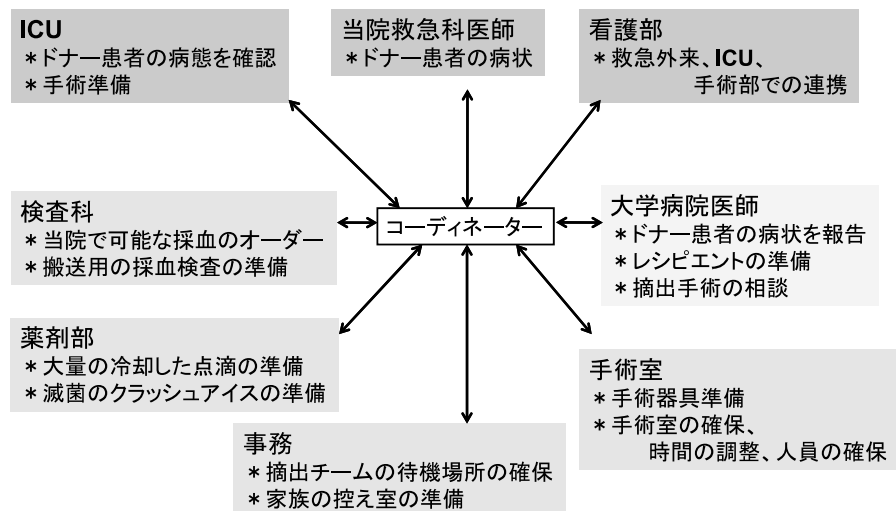 ICU
＊ドナー患者の病態を確認
＊手術準備
当院救急科医師
＊ドナー患者の病状
看護部
＊救急外来、ICU、
手術部での連携
検査科
＊当院で可能な採血のオーダー
＊搬送用の採血検査の準備
コーディネーター
大学病院医師
＊ドナー患者の病状を報告
＊レシピエントの準備
＊摘出手術の相談
薬剤部
＊大量の冷却した点滴の準備
＊滅菌のクラッシュアイスの準備
手術室
＊手術器具準備
＊手術室の確保、
時間の調整、人員の確保
事務
＊摘出チームの待機場所の確保
＊家族の控え室の準備